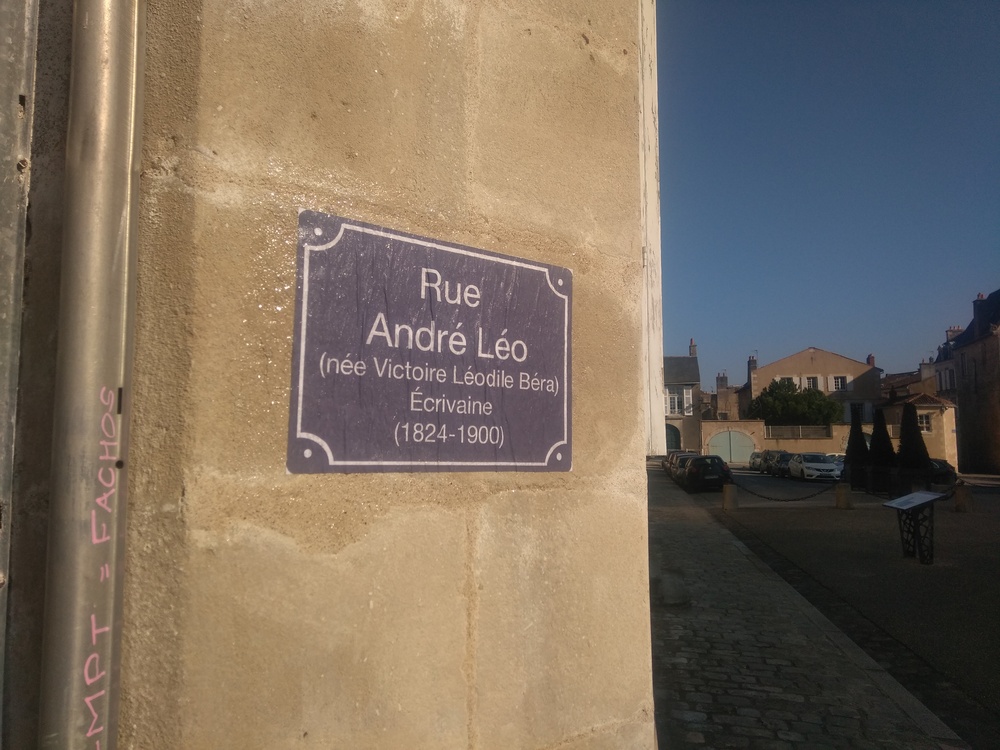 Rue
André Léo
(née Victoire Léodile Béra)
Écrivaine
(1824-1900)
= FACHOS